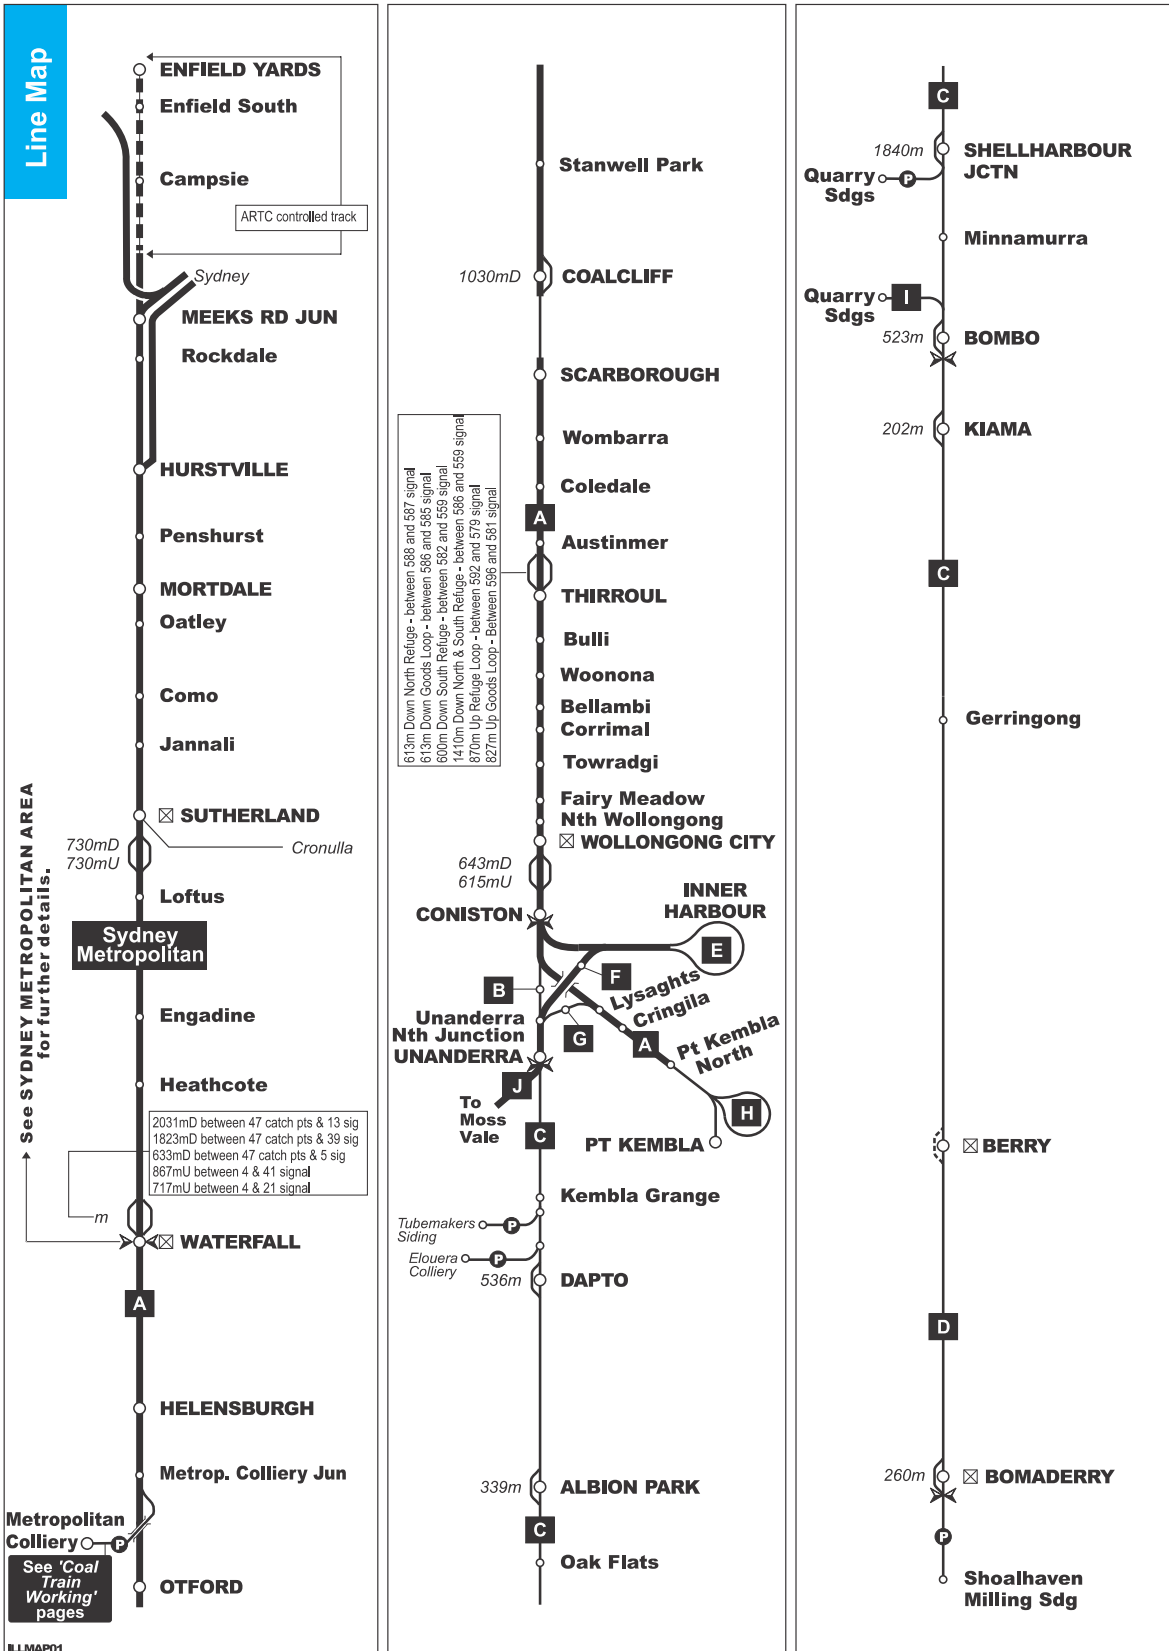 Line Map
ENFIELD YARDS
Enfield South
Campsie
ARTC controlled track
Sydney
MEEKS RD JUN
Rockdale
HURSTVILLE
Penshurst
MORTDALE
Oatley
Como
Jannali
SUTHERLAND
730mD
730mU
Cronulla
Loftus
Sydney
Metropolitan
See SYDNEY METROPOLITAN AREA
for further details.
Engadine
Heathcote
2031mD between 47 catch pts & 13 sig
1823mD between 47 catch pts & 39 sig
633mD between 47 catch pts & 5 sig
867mU between 4 & 41 signal
717mU between 4 & 21 signal
m
WATERFALL
A
HELENSBURGH
Metrop. Colliery Jun
Metropolitan
Colliery
P
See 'Coal
Train
Working'
pages
OTFORD
ILLMAP01
Stanwell Park
1030mD
COALCLIFF
SCARBOROUGH
Wombarra
Coledale
A
Austinmer
613m Down North Refuge - between 588 and 587 signal
613m Down Goods Loop - between 586 and 585 signal
600m Down South Refuge - between 582 and 559 signal
1410m Down North & South Refuge - between 586 and 559 signal
870m Up Refuge Loop - between 592 and 579 signal
827m Up Goods Loop - Between 596 and 581 signal
THIRROUL
Bulli
Woonona
Bellambi
Corrimal
Towradgi
Fairy Meadow
Nth Wollongong
WOLLONGONG CITY
643mD
615mU
CONISTON
INNER
HARBOUR
E
F
B
Lysaghts
Cringila
Unanderra
Nth Junction
G
A
Pt Kembla
North
UNANDERRA
J
To
Moss
Vale
H
C
PT KEMBLA
Kembla Grange
Tubemakers
Siding
P
Elouera
Colliery
P
536m
DAPTO
339m
ALBION PARK
C
Oak Flats
C
1840m
SHELLHARBOUR
JCTN
Quarry
Sdgs
P
Minnamurra
Quarry
Sdgs
I
523m
BOMBO
202m
KIAMA
C
Gerringong
BERRY
D
260m
BOMADERRY
P
Shoalhaven
Milling Sdg